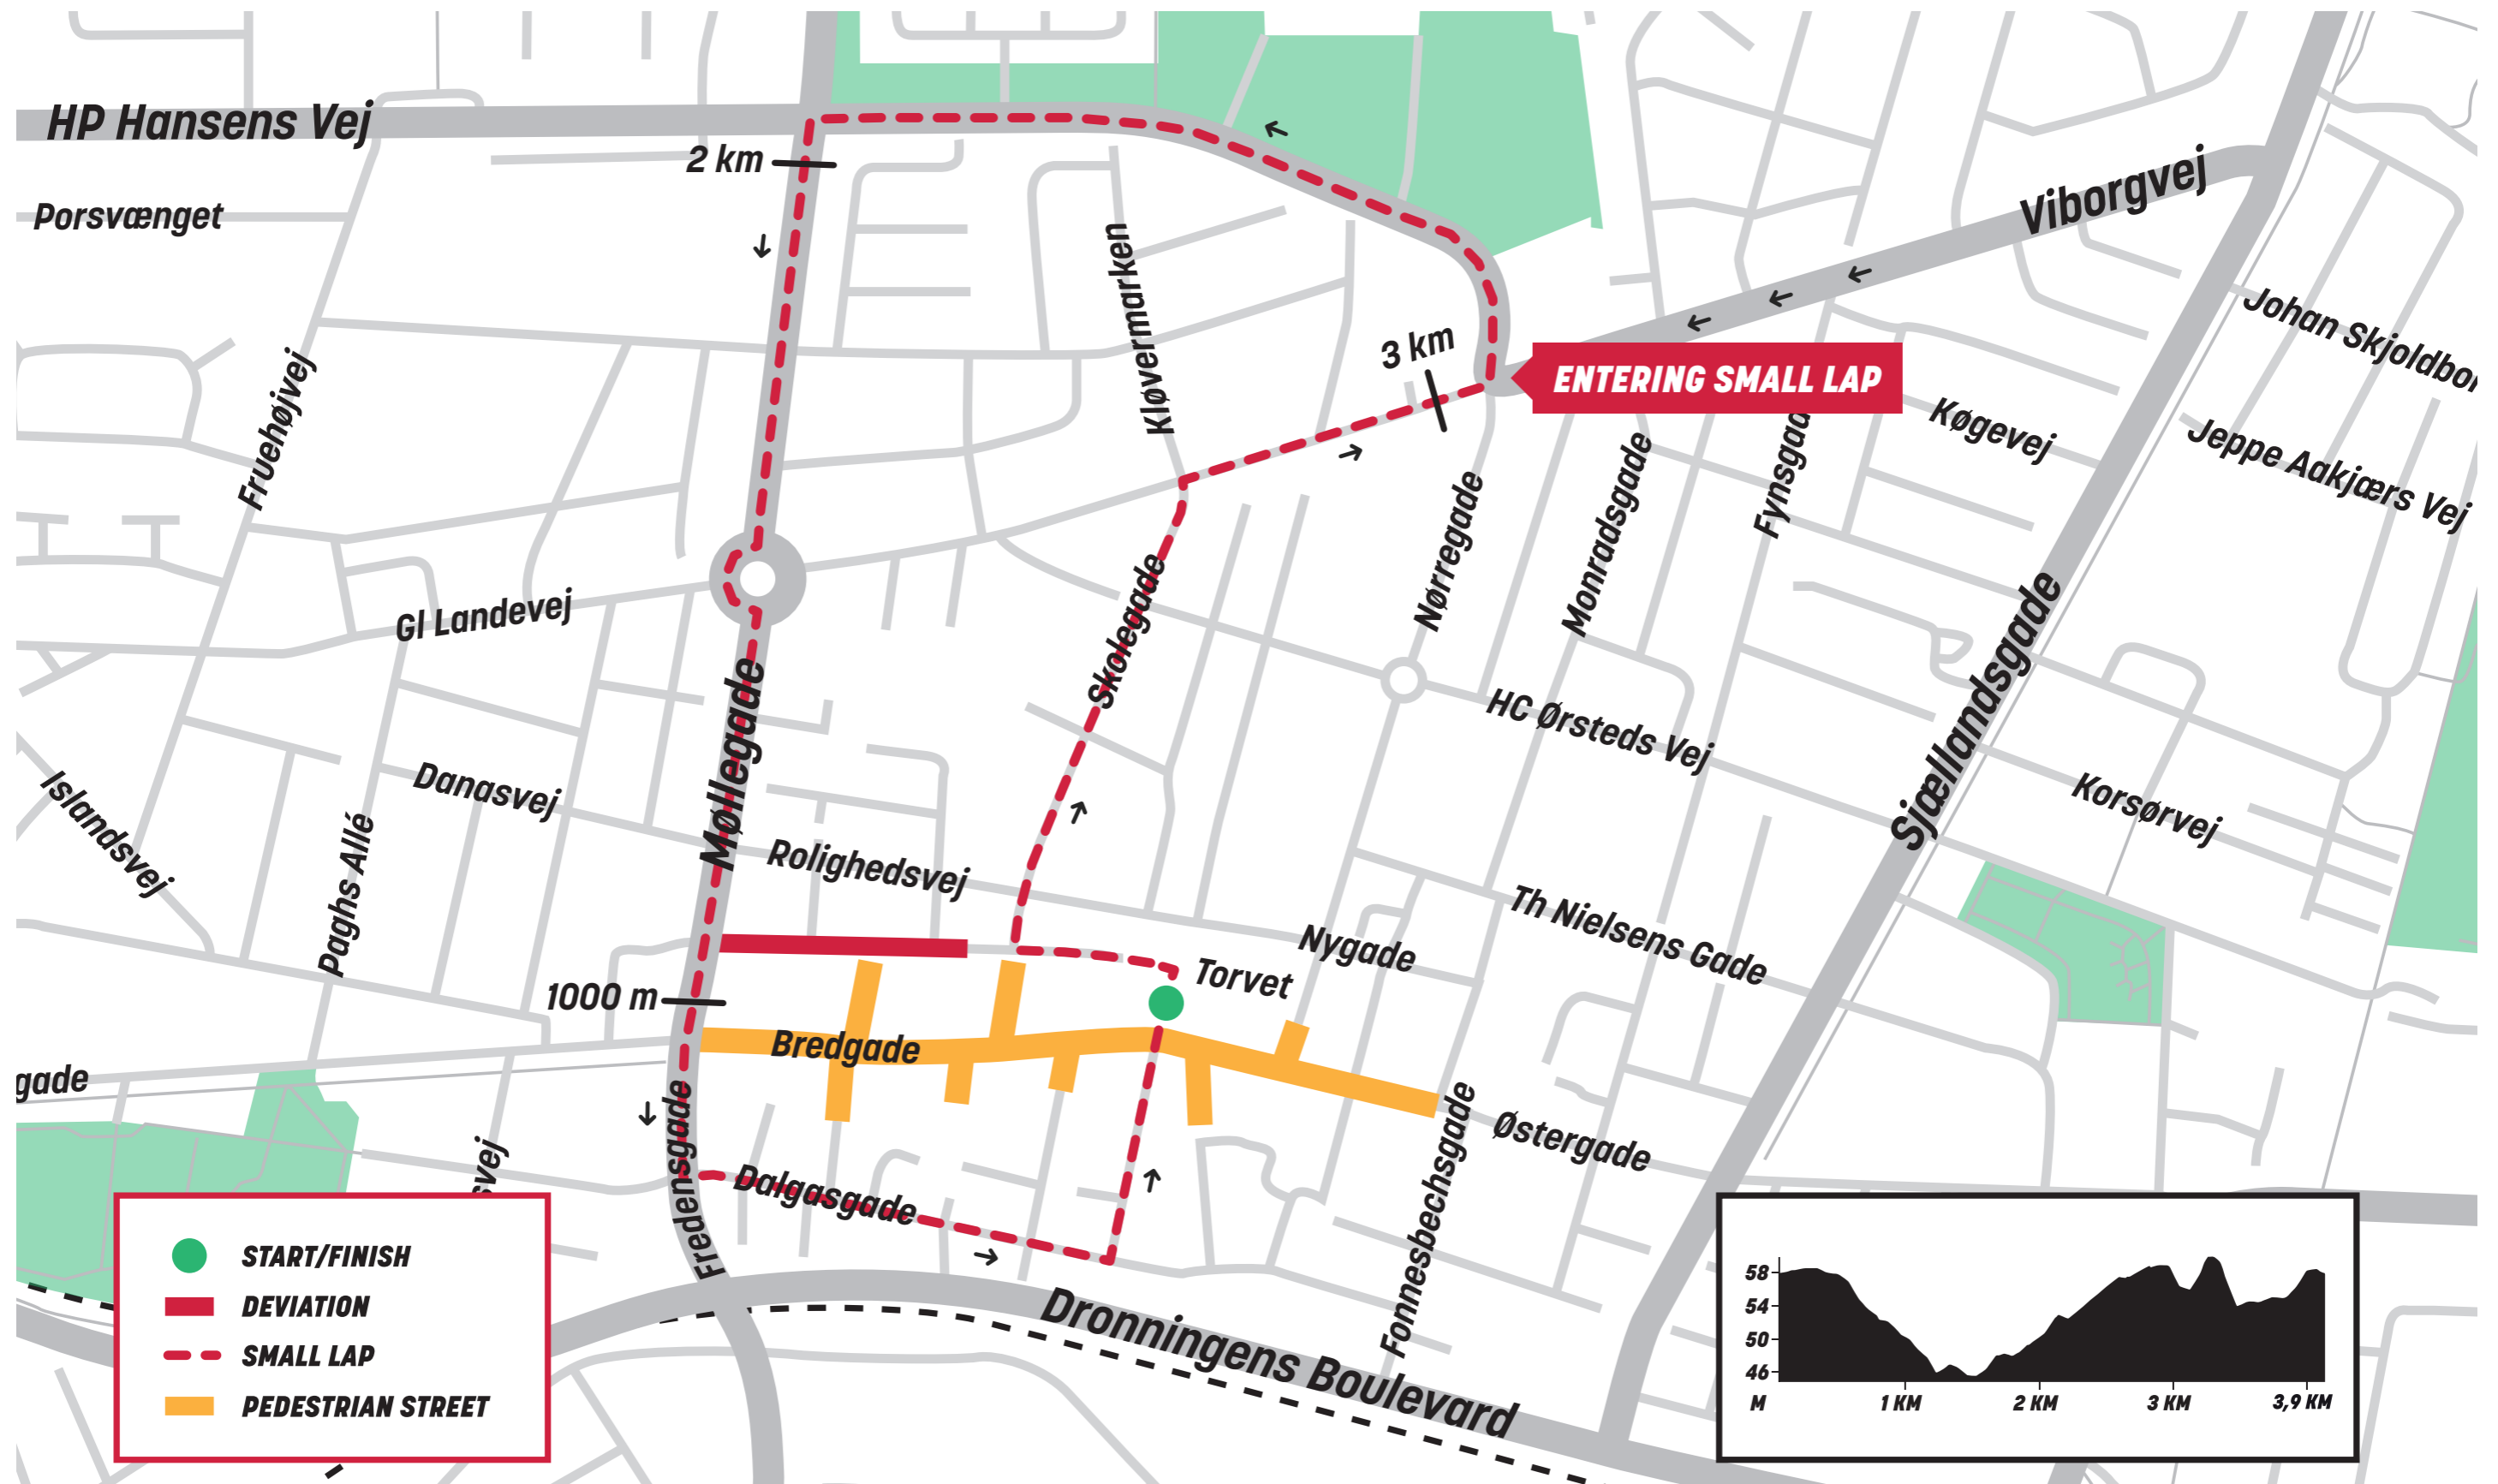 HP Hansens Vej
2 km
Porsvænget
Viborgvej
Kløvermarken
Johan Skjoldbor
3 km
ENTERING SMALL LAP
Fruehøjvej
Køgevej
Jeppe Aakjærs Vej
Fynsgad
Nørregade
Monradsgade
Gl Landevej
Skolegade
Sjællandsgade
Møllegade
HC Ørsteds Vej
Islandsvej
Danasvej
Korsørvej
Paghs Allé
Rolighedsvej
Th Nielsens Gade
Nygade
Torvet
1000 m
Bredgade
gade
Fredensgade
Østergade
Fonnesbechsgade
svej
Dalgasgade
Dronningens Boulevard
START/FINISH
DEVIATION
SMALL LAP
PEDESTRIAN STREET
58
54
50
46
M
1 KM
2 KM
3 KM
3,9 KM